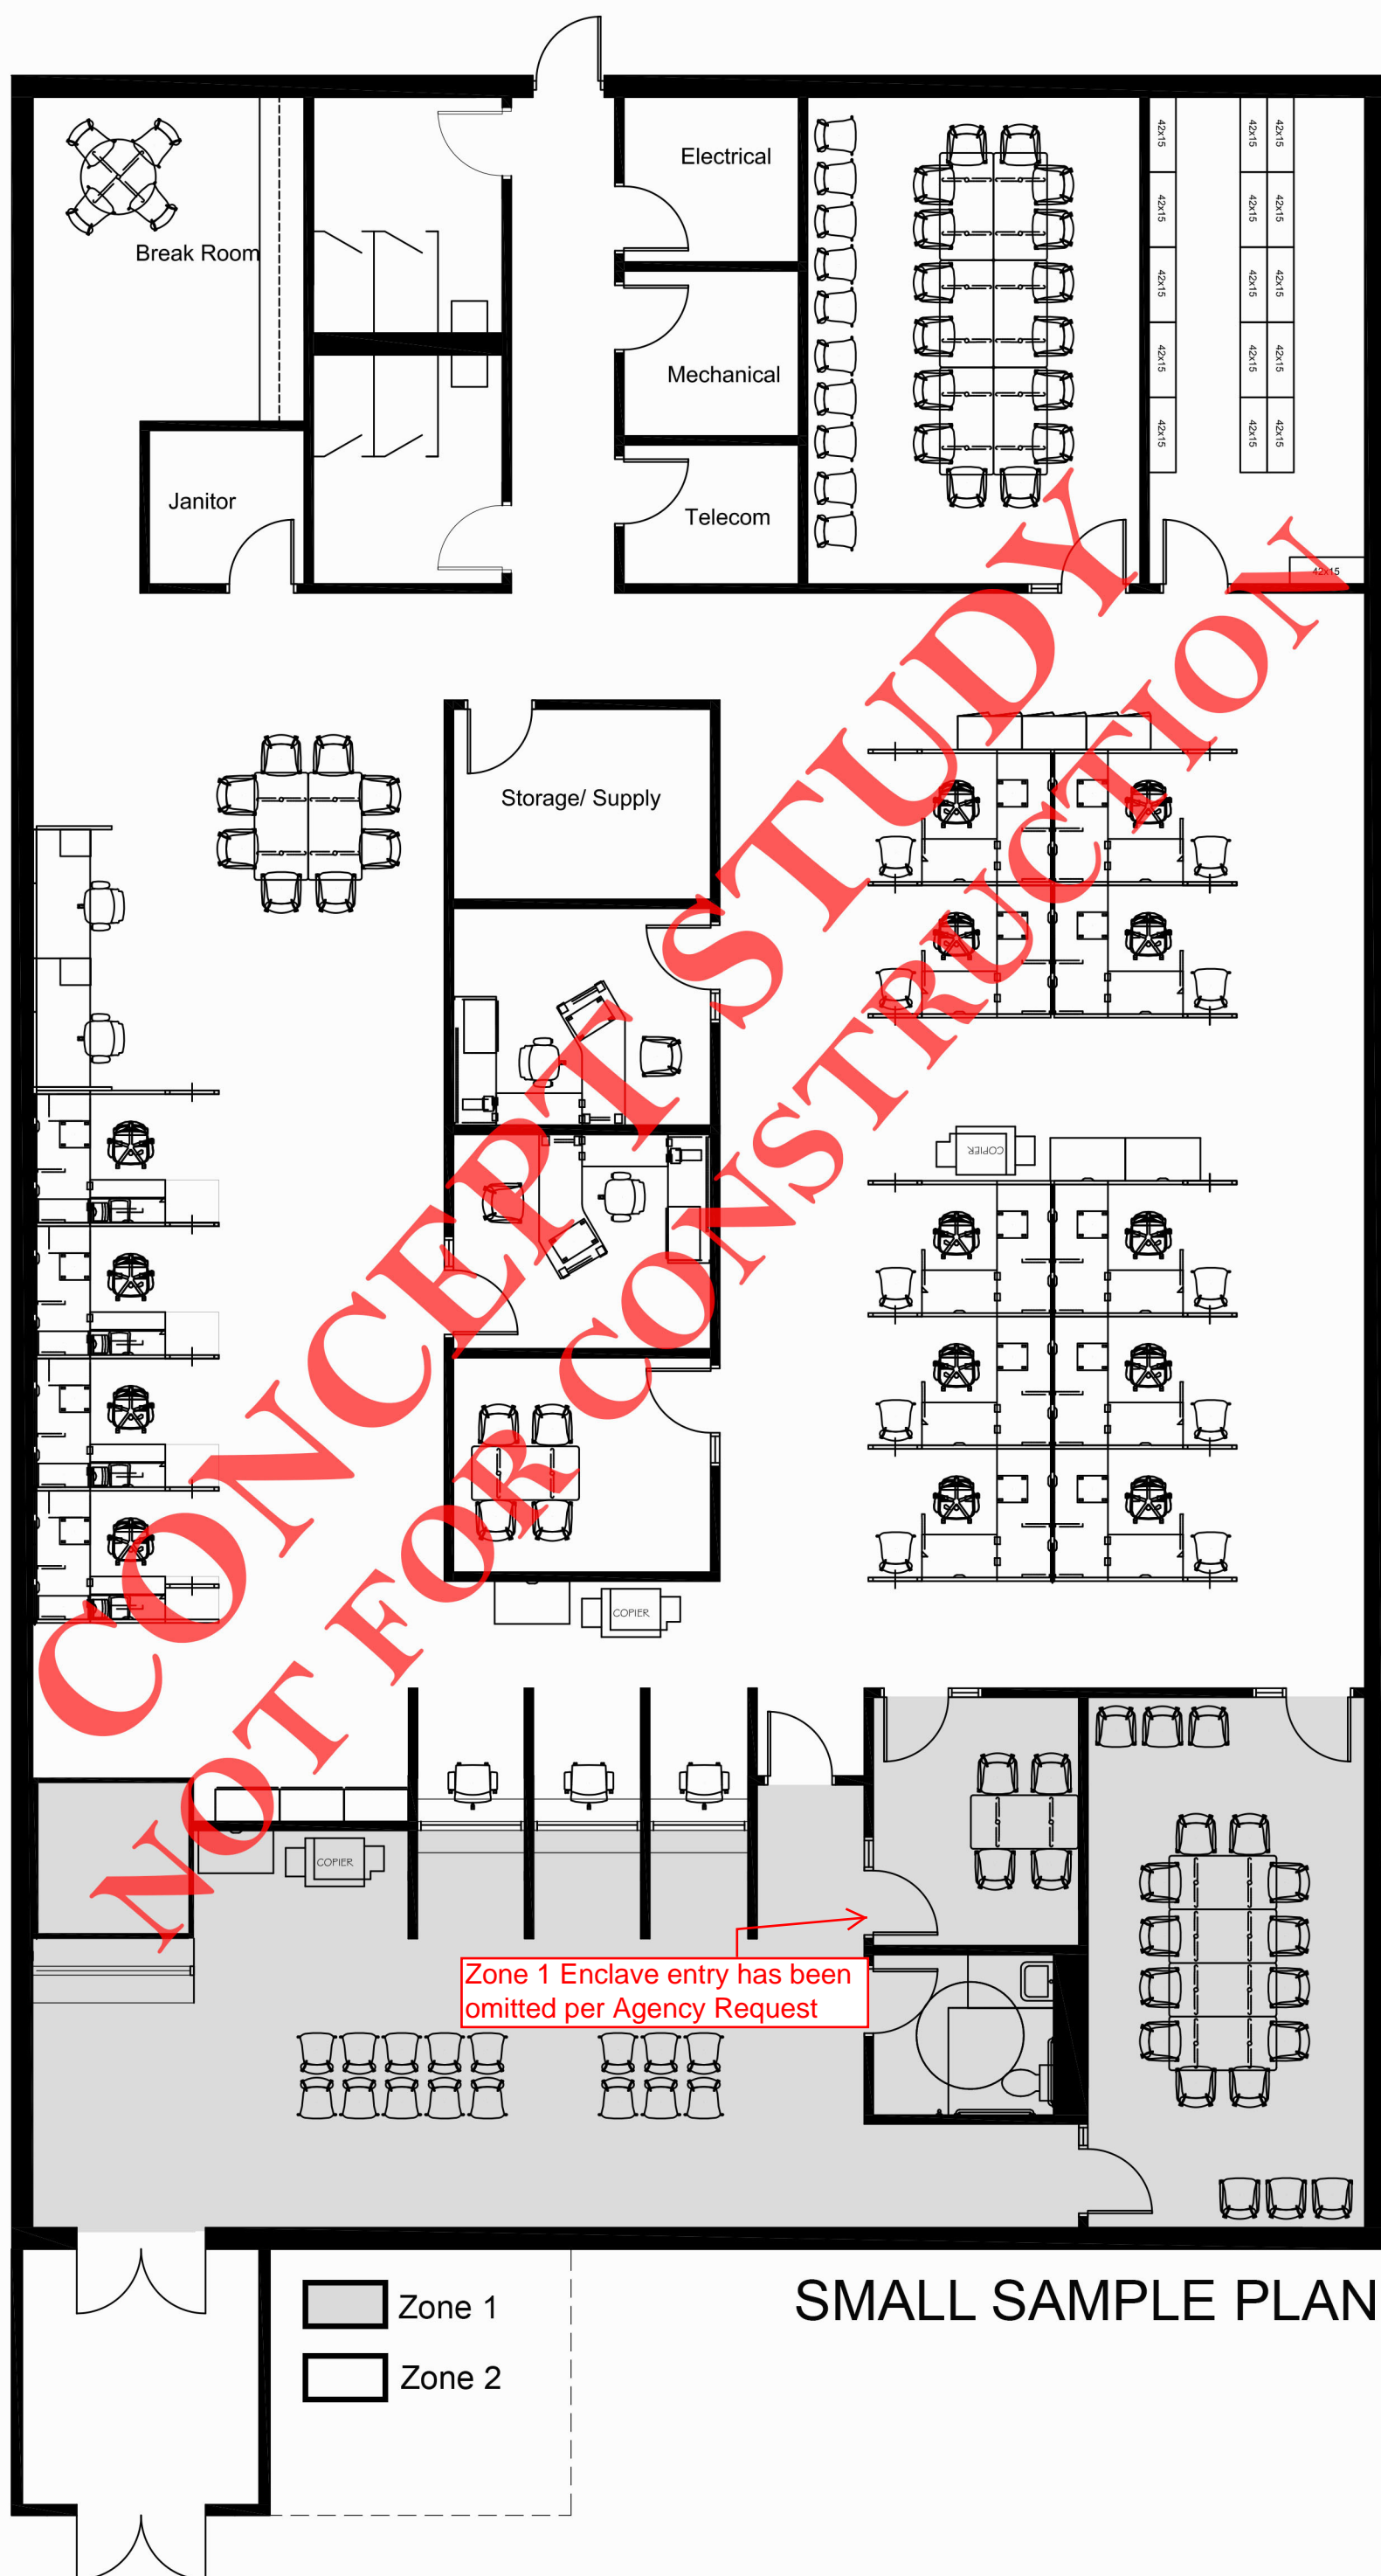 Electrical
42x15
42x15
42x15
42x15
42x15
42x15
Break Room
42x15
42x15
42x15
Mechanical
42x15
42x15
42x15
42x15
42x15
42x15
Janitor
Telecom
42x15
Storage/ Supply
CONCEPT STUDY
NOT FOR CONSTRUCTION
COPIER
COPIER
COPIER
Zone 1 Enclave entry has been
omitted per Agency Request
SMALL SAMPLE PLAN
Zone 1
Zone 2